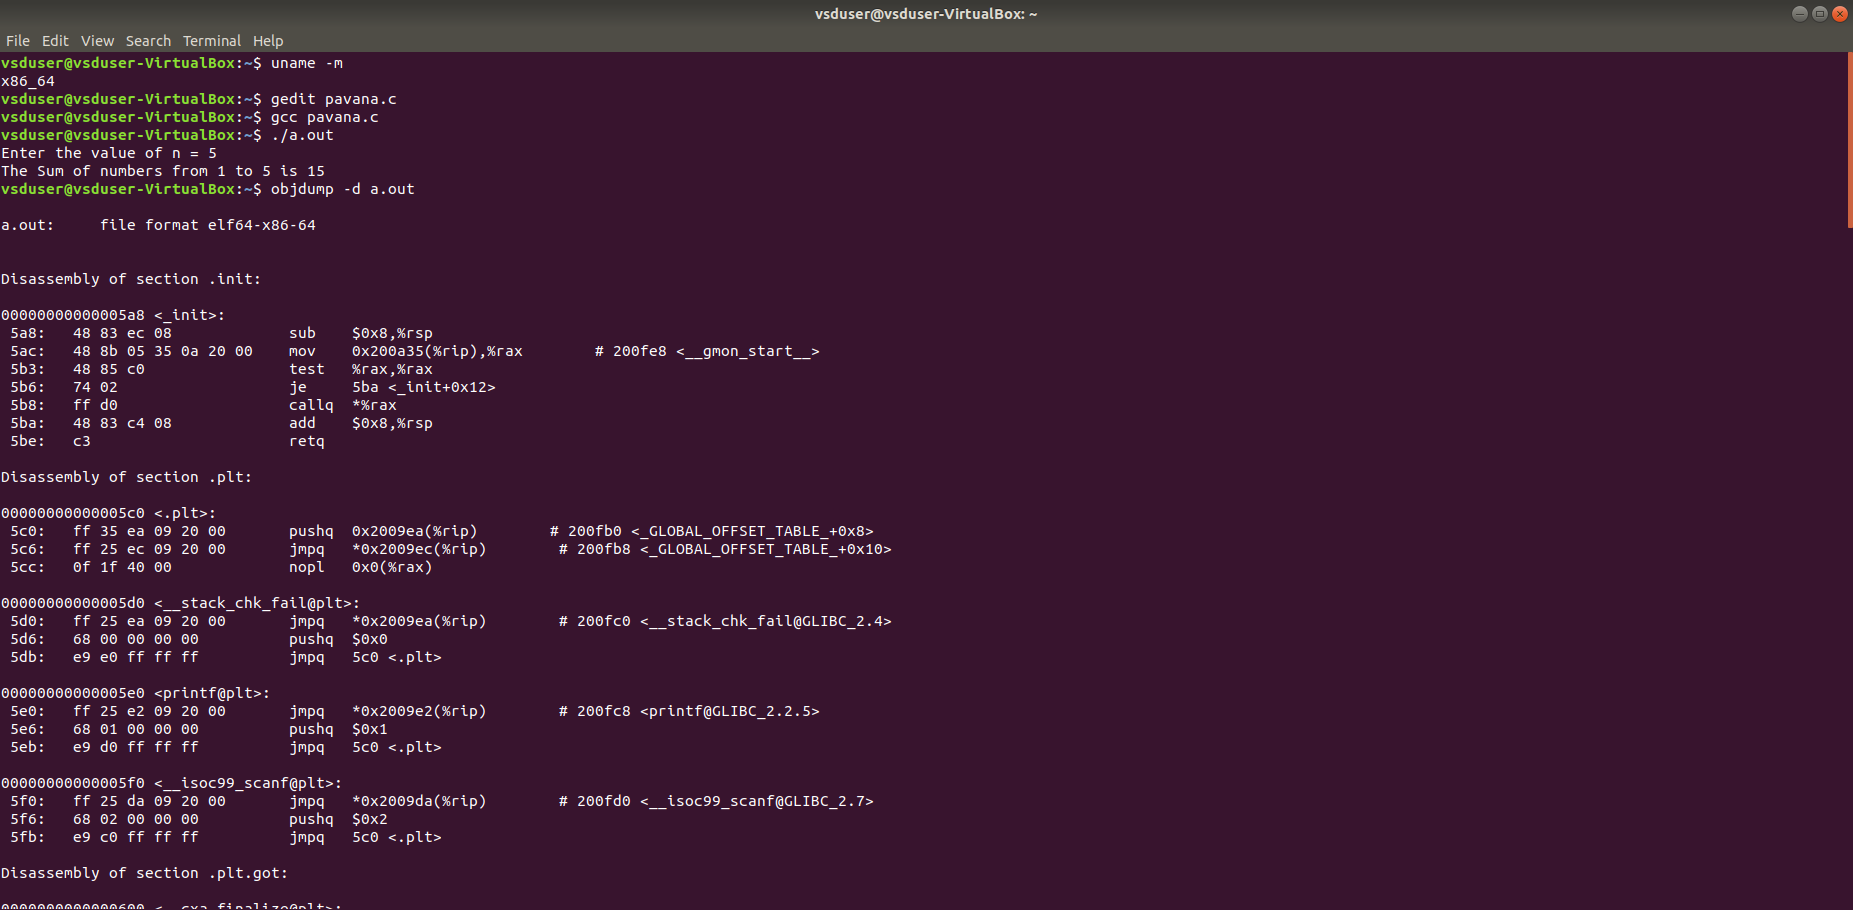 vsduser@vsduser-VirtualBox: ~
File Edit View Search Terminal Help
vsduser@vsduser-VirtualBox:~$ uname -m
x86_64
vsduser@vsduser-VirtualBox:~$ gedit pavana.c
vsduser@vsduser-VirtualBox:~$ gcc pavana.c
vsduser@vsduser-VirtualBox:~$ ./a.out
Enter the value of n = 5
The Sum of numbers from 1 to 5 is 15
vsduser@vsduser-VirtualBox:~$ objdump -d a.out
a.out:     file format elf64-x86-64
Disassembly of section .init:
00000000000005a8 <_init>:
 5a8:   48 83 ec 08             sub    $0x8,%rsp
 5ac:   48 8b 05 35 0a 20 00    mov    0x200a35(%rip),%rax        # 200fe8 <__gmon_start__>
 5b3:   48 85 c0                test   %rax,%rax
 5b6:   74 02                   je     5ba <_init+0x12>
 5b8:   ff d0                   callq  *%rax
 5ba:   48 83 c4 08             add    $0x8,%rsp
 5be:   c3                      retq
Disassembly of section .plt:
00000000000005c0 <.plt>:
 5c0:   ff 35 ea 09 20 00       pushq  0x2009ea(%rip)        # 200fb0 <_GLOBAL_OFFSET_TABLE_+0x8>
 5c6:   ff 25 ec 09 20 00       jmpq   *0x2009ec(%rip)        # 200fb8 <_GLOBAL_OFFSET_TABLE_+0x10>
 5cc:   0f 1f 40 00             nopl   0x0(%rax)
00000000000005d0 <__stack_chk_fail@plt>:
 5d0:   ff 25 ea 09 20 00       jmpq   *0x2009ea(%rip)        # 200fc0 <__stack_chk_fail@GLIBC_2.4>
 5d6:   68 00 00 00 00          pushq  $0x0
 5db:   e9 e0 ff ff ff          jmpq   5c0 <.plt>
00000000000005e0 <printf@plt>:
 5e0:   ff 25 e2 09 20 00       jmpq   *0x2009e2(%rip)        # 200fc8 <printf@GLIBC_2.2.5>
 5e6:   68 01 00 00 00          pushq  $0x1
 5eb:   e9 d0 ff ff ff          jmpq   5c0 <.plt>
00000000000005f0 <__isoc99_scanf@plt>:
 5f0:   ff 25 da 09 20 00       jmpq   *0x2009da(%rip)        # 200fd0 <__isoc99_scanf@GLIBC_2.7>
 5f6:   68 02 00 00 00          pushq  $0x2
 5fb:   e9 c0 ff ff ff          jmpq   5c0 <.plt>
Disassembly of section .plt.got:
0000000000000600 <__cxa_finalize@plt>: